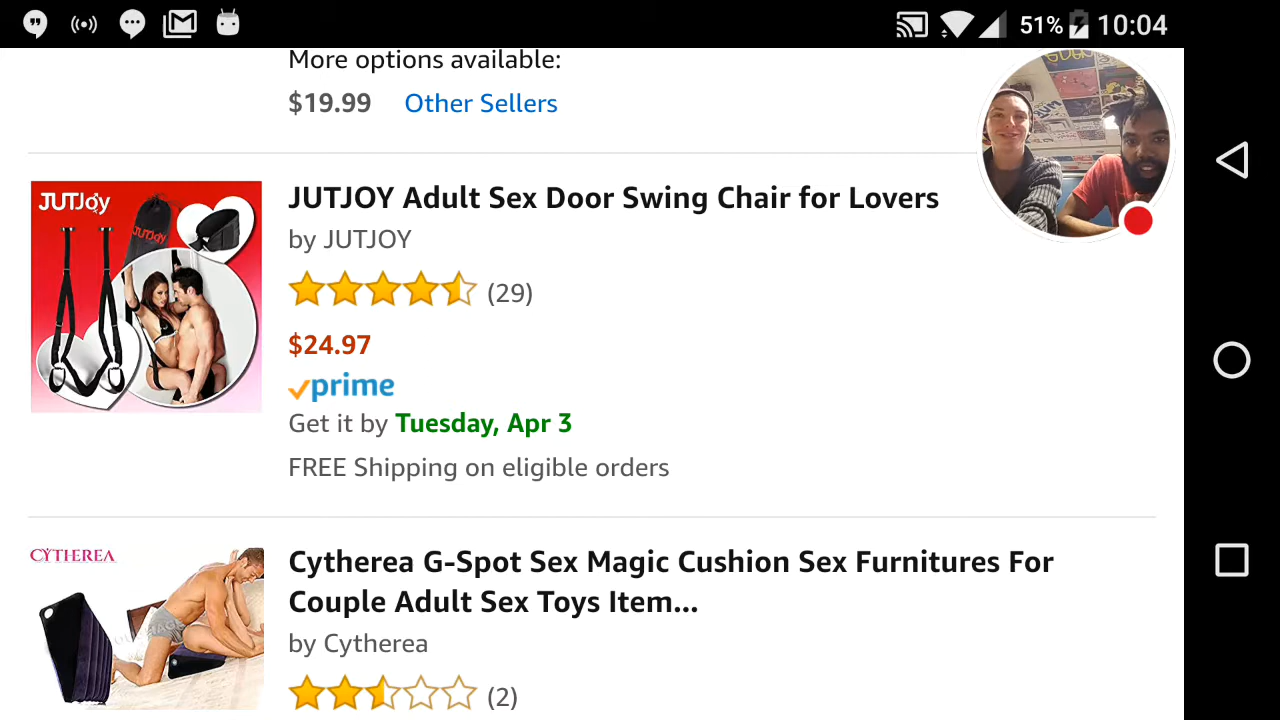 51% 10:04
More options available:
$19.99 Other Sellers
JUTJOY
JUTJOY
JUTJOY Adult Sex Door Swing Chair for Lovers
by JUTJOY
(29)
$24.97
prime
Get it by Tuesday, Apr 3
FREE Shipping on eligible orders
CYTHEREA
Cytherea G-Spot Sex Magic Cushion Sex Furnitures For
Couple Adult Sex Toys Item...
by Cytherea
(2)